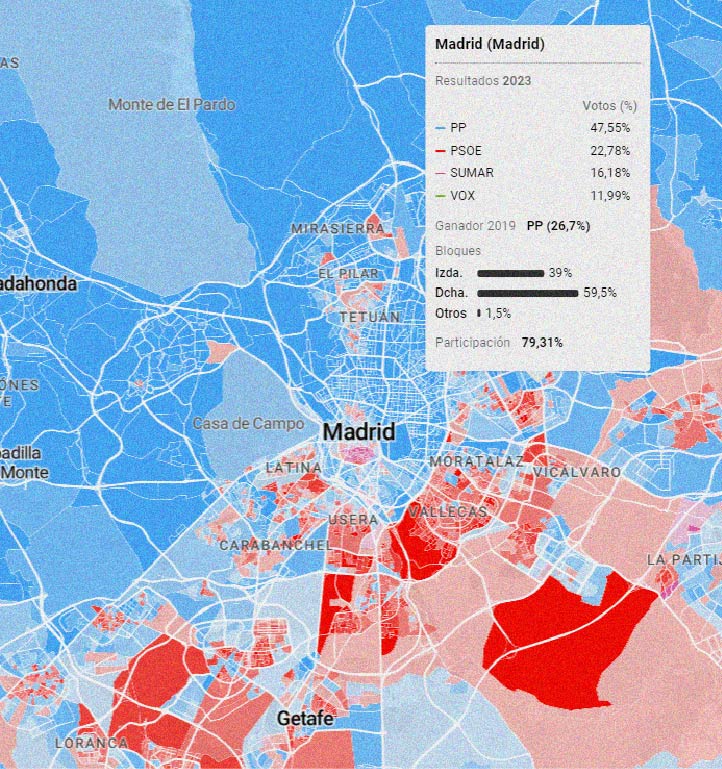 Madrid (Madrid)
Resultados 2023
Votos (%)
PP 47,55%
PSOE 22,78%
SUMAR 16,18%
VOX 11,99%
Ganador 2019 PP (26,7%)
Bloques
Izda. 39%
Dcha. 59,5%
Otros 1,5%
Participación 79,31%
AS
Monte de El Pardo
MIRASIERRA
EL PILAR
adahonda
TETUÁN
ONES
E
Casa de Campo
Madrid
oadilla
Monte
LATINA
MORATALAZ
VICÁLVARO
USERA
VALLECAS
CARABANCHEL
LA PARTIJ
Getafe
LORANCA